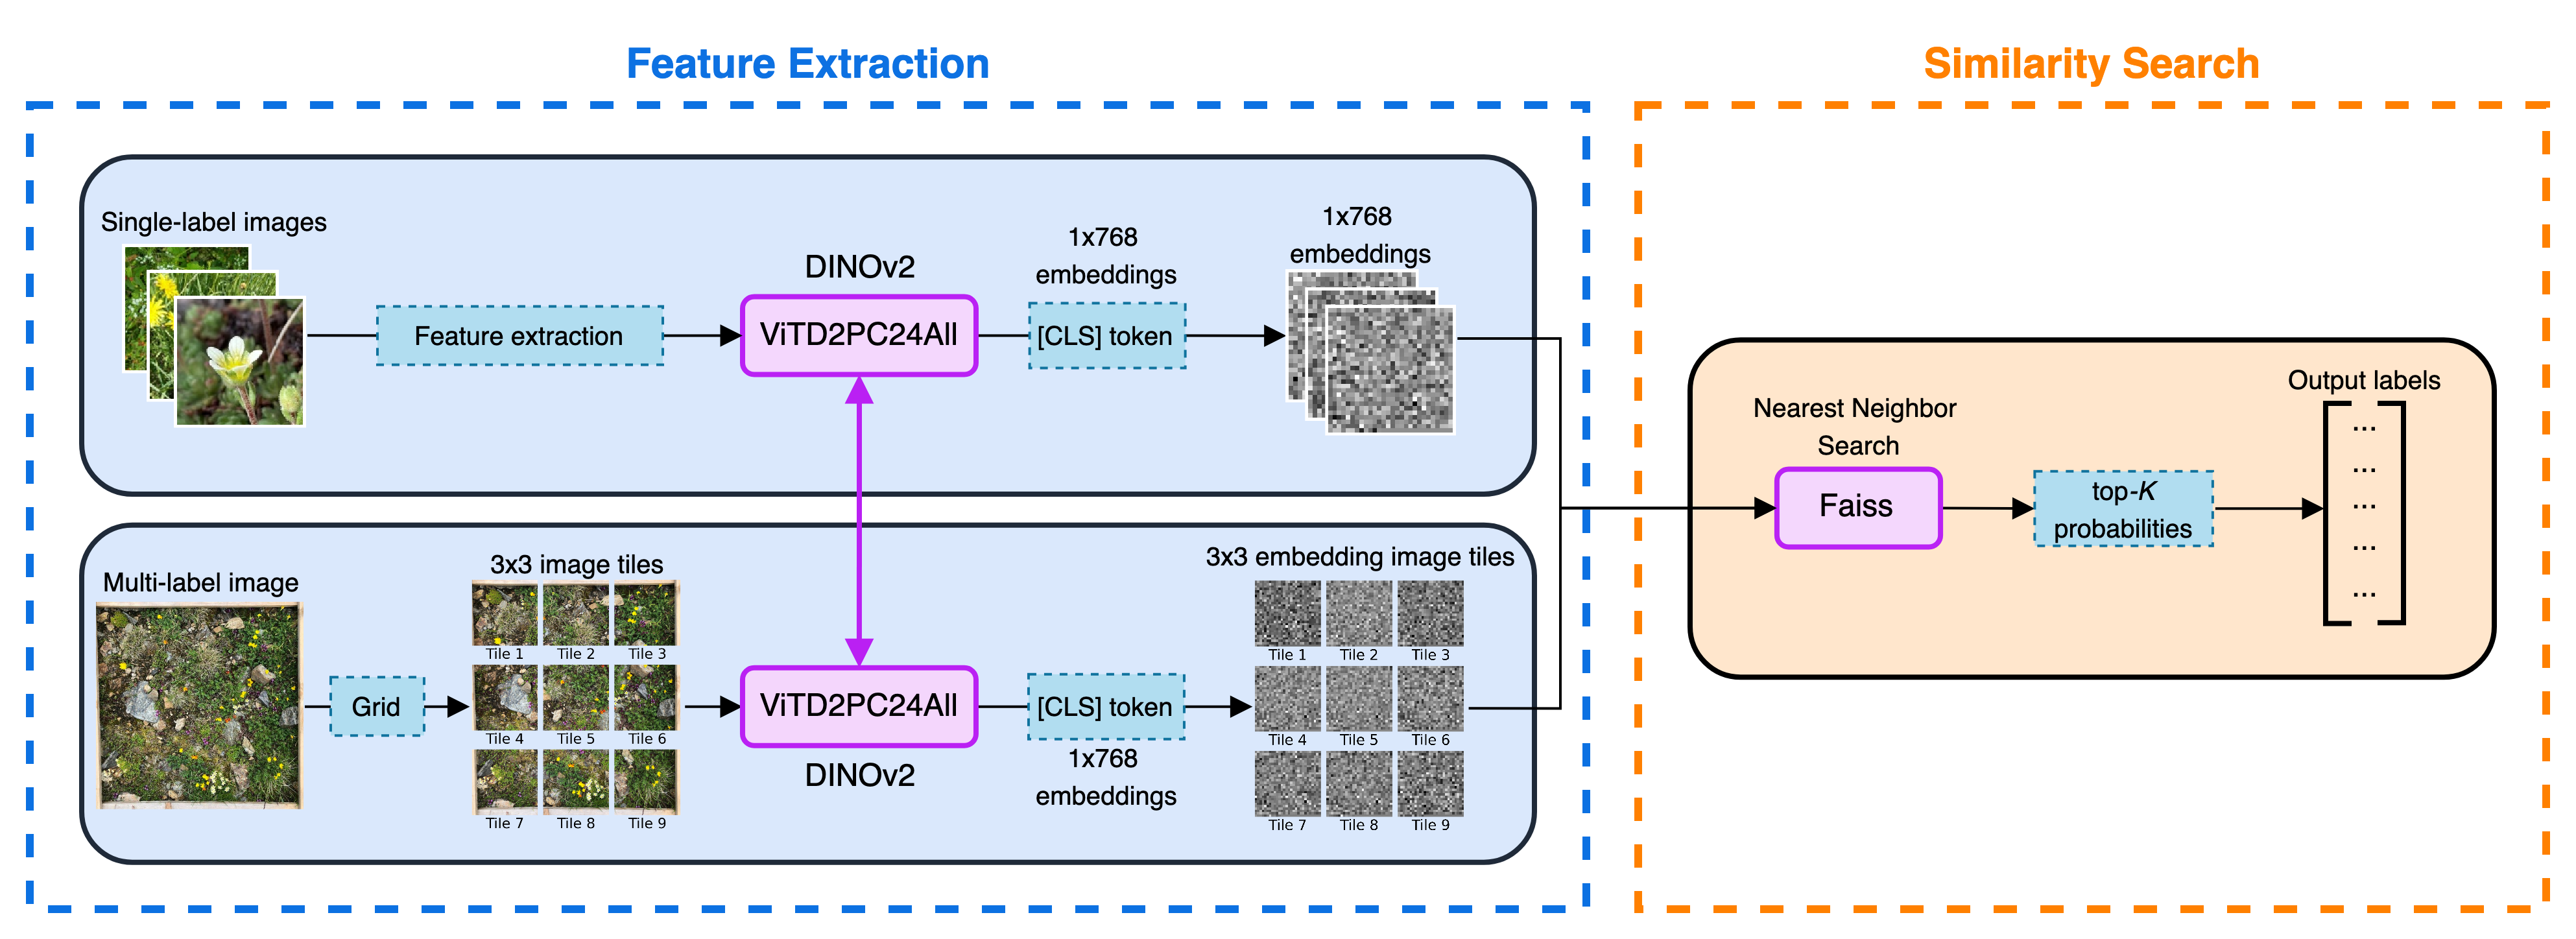 Feature Extraction
Similarity Search
Single-label images
Feature extraction
DINOv2
ViTD2PC24All
1x768
embeddings
[CLS] token
1x768
embeddings
Multi-label image
Grid
3x3 image tiles
Tile 1 Tile 2 Tile 3
Tile 4 Tile 5 Tile 6
Tile 7 Tile 8 Tile 9
ViTD2PC24All
DINOv2
[CLS] token
1x768
embeddings
3x3 embedding image tiles
Tile 1 Tile 2 Tile 3
Tile 4 Tile 5 Tile 6
Tile 7 Tile 8 Tile 9
Nearest Neighbor
Search
Faiss
top-K
probabilities
Output labels
...
...
...
...
...